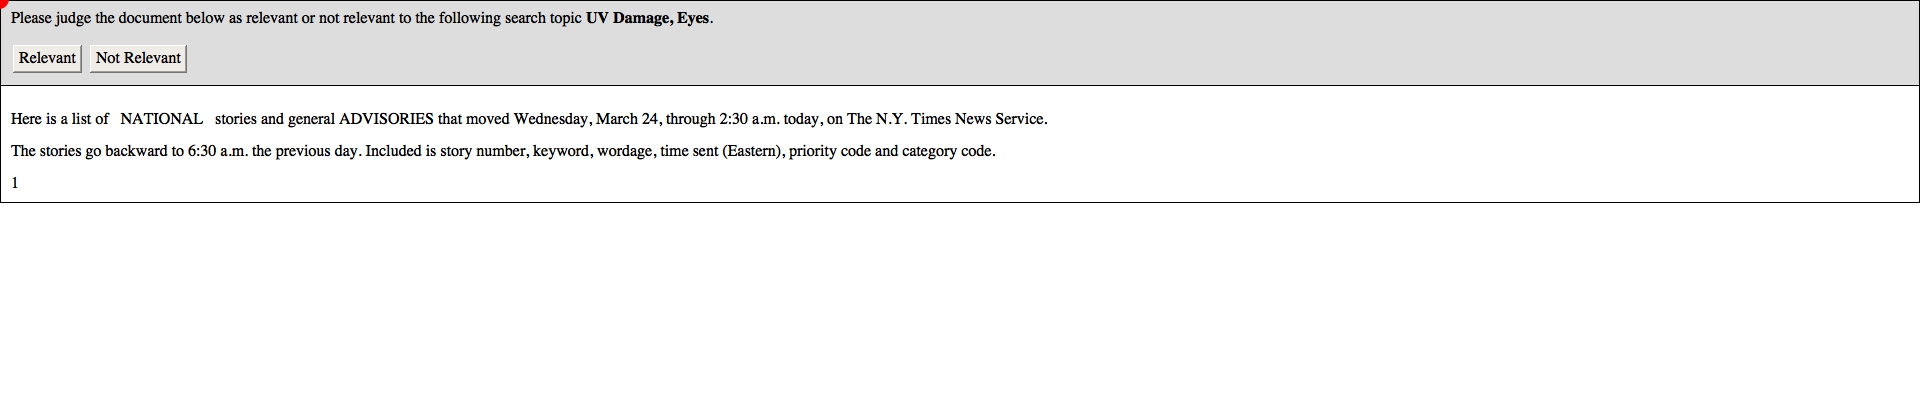 Please judge the document below as relevant or not relevant to the following search topic UV Damage, Eyes.
Relevant Not Relevant
Here is a list of NATIONAL stories and general ADVISORIES that moved Wednesday, March 24, through 2:30 a.m. today, on The N.Y. Times News Service.
The stories go backward to 6:30 a.m. the previous day. Included is story number, keyword, wordage, time sent (Eastern), priority code and category code.
1